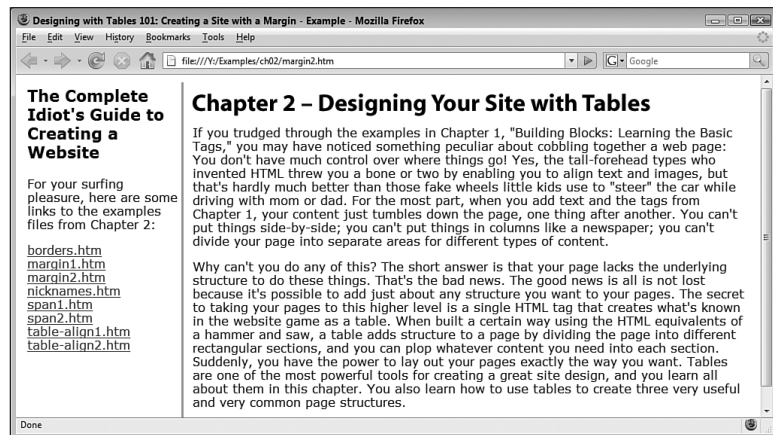 Designing with Tables 101: Creating a Site with a Margin - Example - Mozilla Firefox
File Edit View History Bookmarks Tools Help
file:///Y:/Examples/ch02/margin2.htm
G Google
The Complete
Idiot's Guide to
Creating a
Website
For your surfing
pleasure, here are some
links to the examples
files from Chapter 2:
borders.htm
margin1.htm
margin2.htm
nicknames.htm
span1.htm
span2.htm
table-align1.htm
table-align2.htm
Chapter 2 – Designing Your Site with Tables
If you trudged through the examples in Chapter 1, "Building Blocks: Learning the Basic
Tags," you may have noticed something peculiar about cobbling together a web page:
You don't have much control over where things go! Yes, the tall-forehead types who
invented HTML threw you a bone or two by enabling you to align text and images, but
that's hardly much better than those fake wheels little kids use to "steer" the car while
driving with mom or dad. For the most part, when you add text and the tags from
Chapter 1, your content just tumbles down the page, one thing after another. You can't
put things side-by-side; you can't put things in columns like a newspaper; you can't
divide your page into separate areas for different types of content.
Why can't you do any of this? The short answer is that your page lacks the underlying
structure to do these things. That's the bad news. The good news is all is not lost
because it's possible to add just about any structure you want to your pages. The secret
to taking your pages to this higher level is a single HTML tag that creates what's known
in the website game as a table. When built a certain way using the HTML equivalents of
a hammer and saw, a table adds structure to a page by dividing the page into different
rectangular sections, and you can plop whatever content you need into each section.
Suddenly, you have the power to lay out your pages exactly the way you want. Tables
are one of the most powerful tools for creating a great site design, and you learn all
about them in this chapter. You also learn how to use tables to create three very useful
and very common page structures.
Done